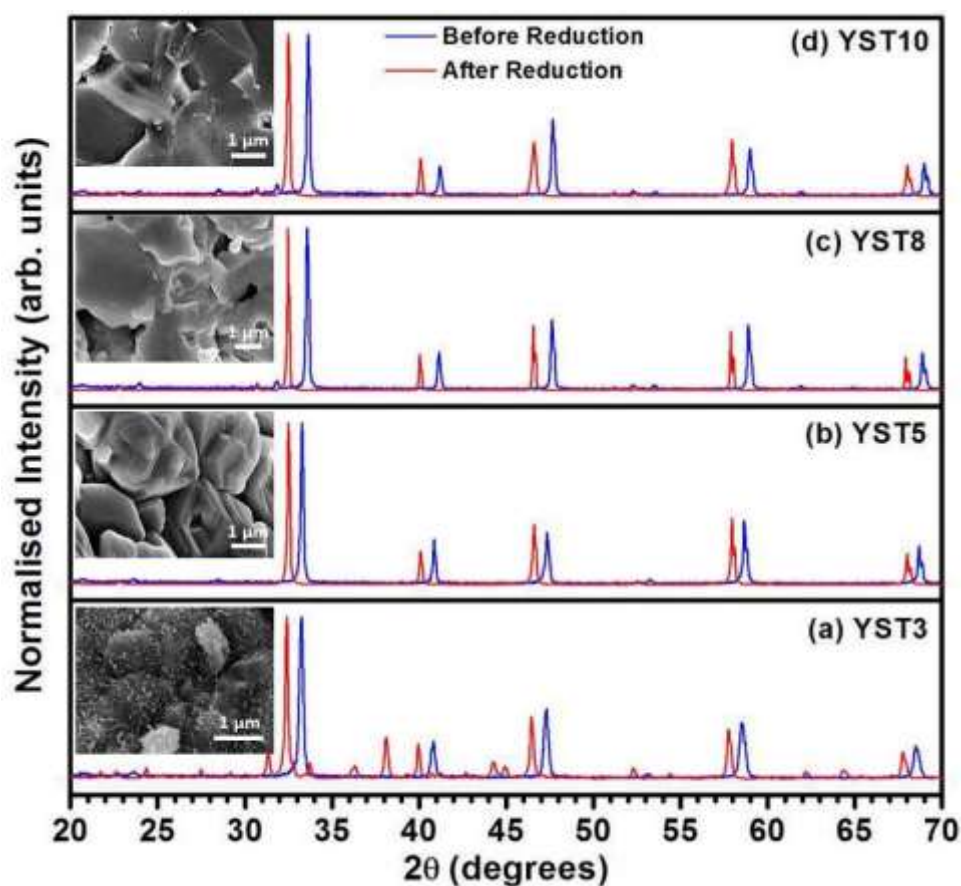 Normalised Intensity (arb. units)
Before Reduction
After Reduction
(d) YST10
1 μm
(c) YST8
1 μm
(b) YST5
1 μm
(a) YST3
1 μm
20 25 30 35 40 45 50 55 60 65 70
2θ (degrees)